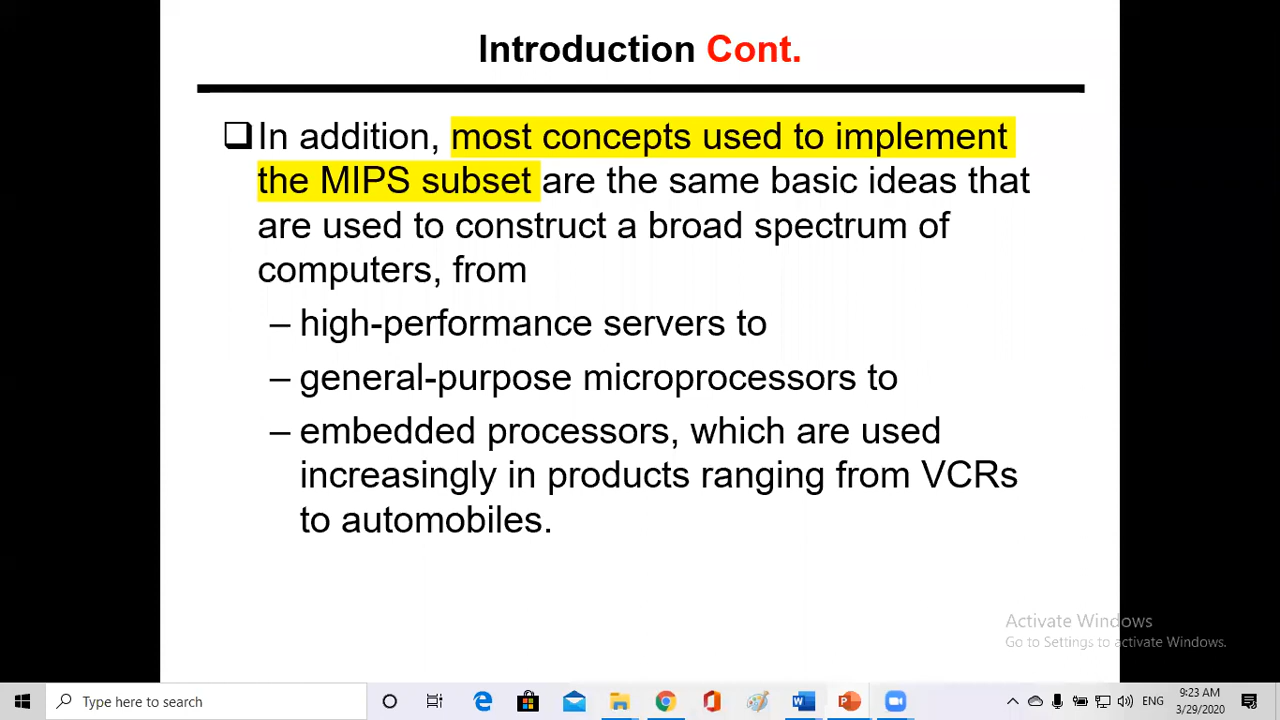 Introduction Cont.
In addition, most concepts used to implement
the MIPS subset are the same basic ideas that
are used to construct a broad spectrum of
computers, from
– high-performance servers to
– general-purpose microprocessors to
– embedded processors, which are used
increasingly in products ranging from VCRs
to automobiles.
Activate Windows
Go to Settings to activate Windows.
Type here to search
ENG
9:23 AM
3/29/2020